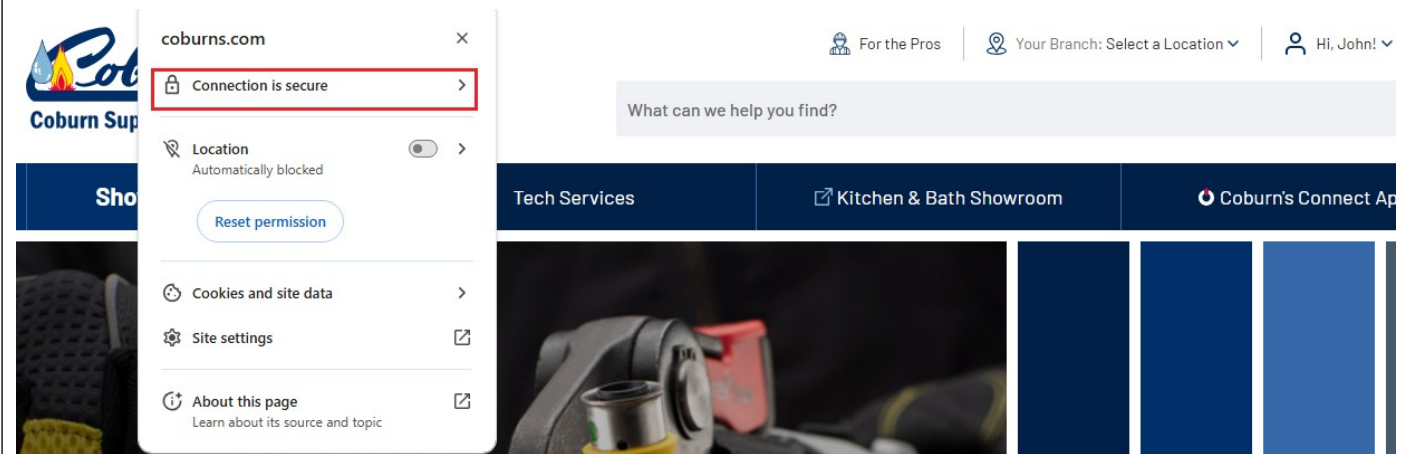 coburns.com
Connection is secure
Location
Automatically blocked
Reset permission
Cookies and site data
Site settings
About this page
Learn about its source and topic
Coburn Sup
For the Pros
Your Branch: Select a Location
Hi, John!
What can we help you find?
Sho
Tech Services
Kitchen & Bath Showroom
Coburn's Connect Ap